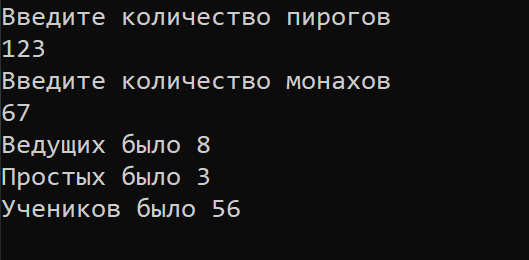 Введите количество пирогов
123
Введите количество монахов
67
Ведущих было 8
Простых было 3
Учеников было 56